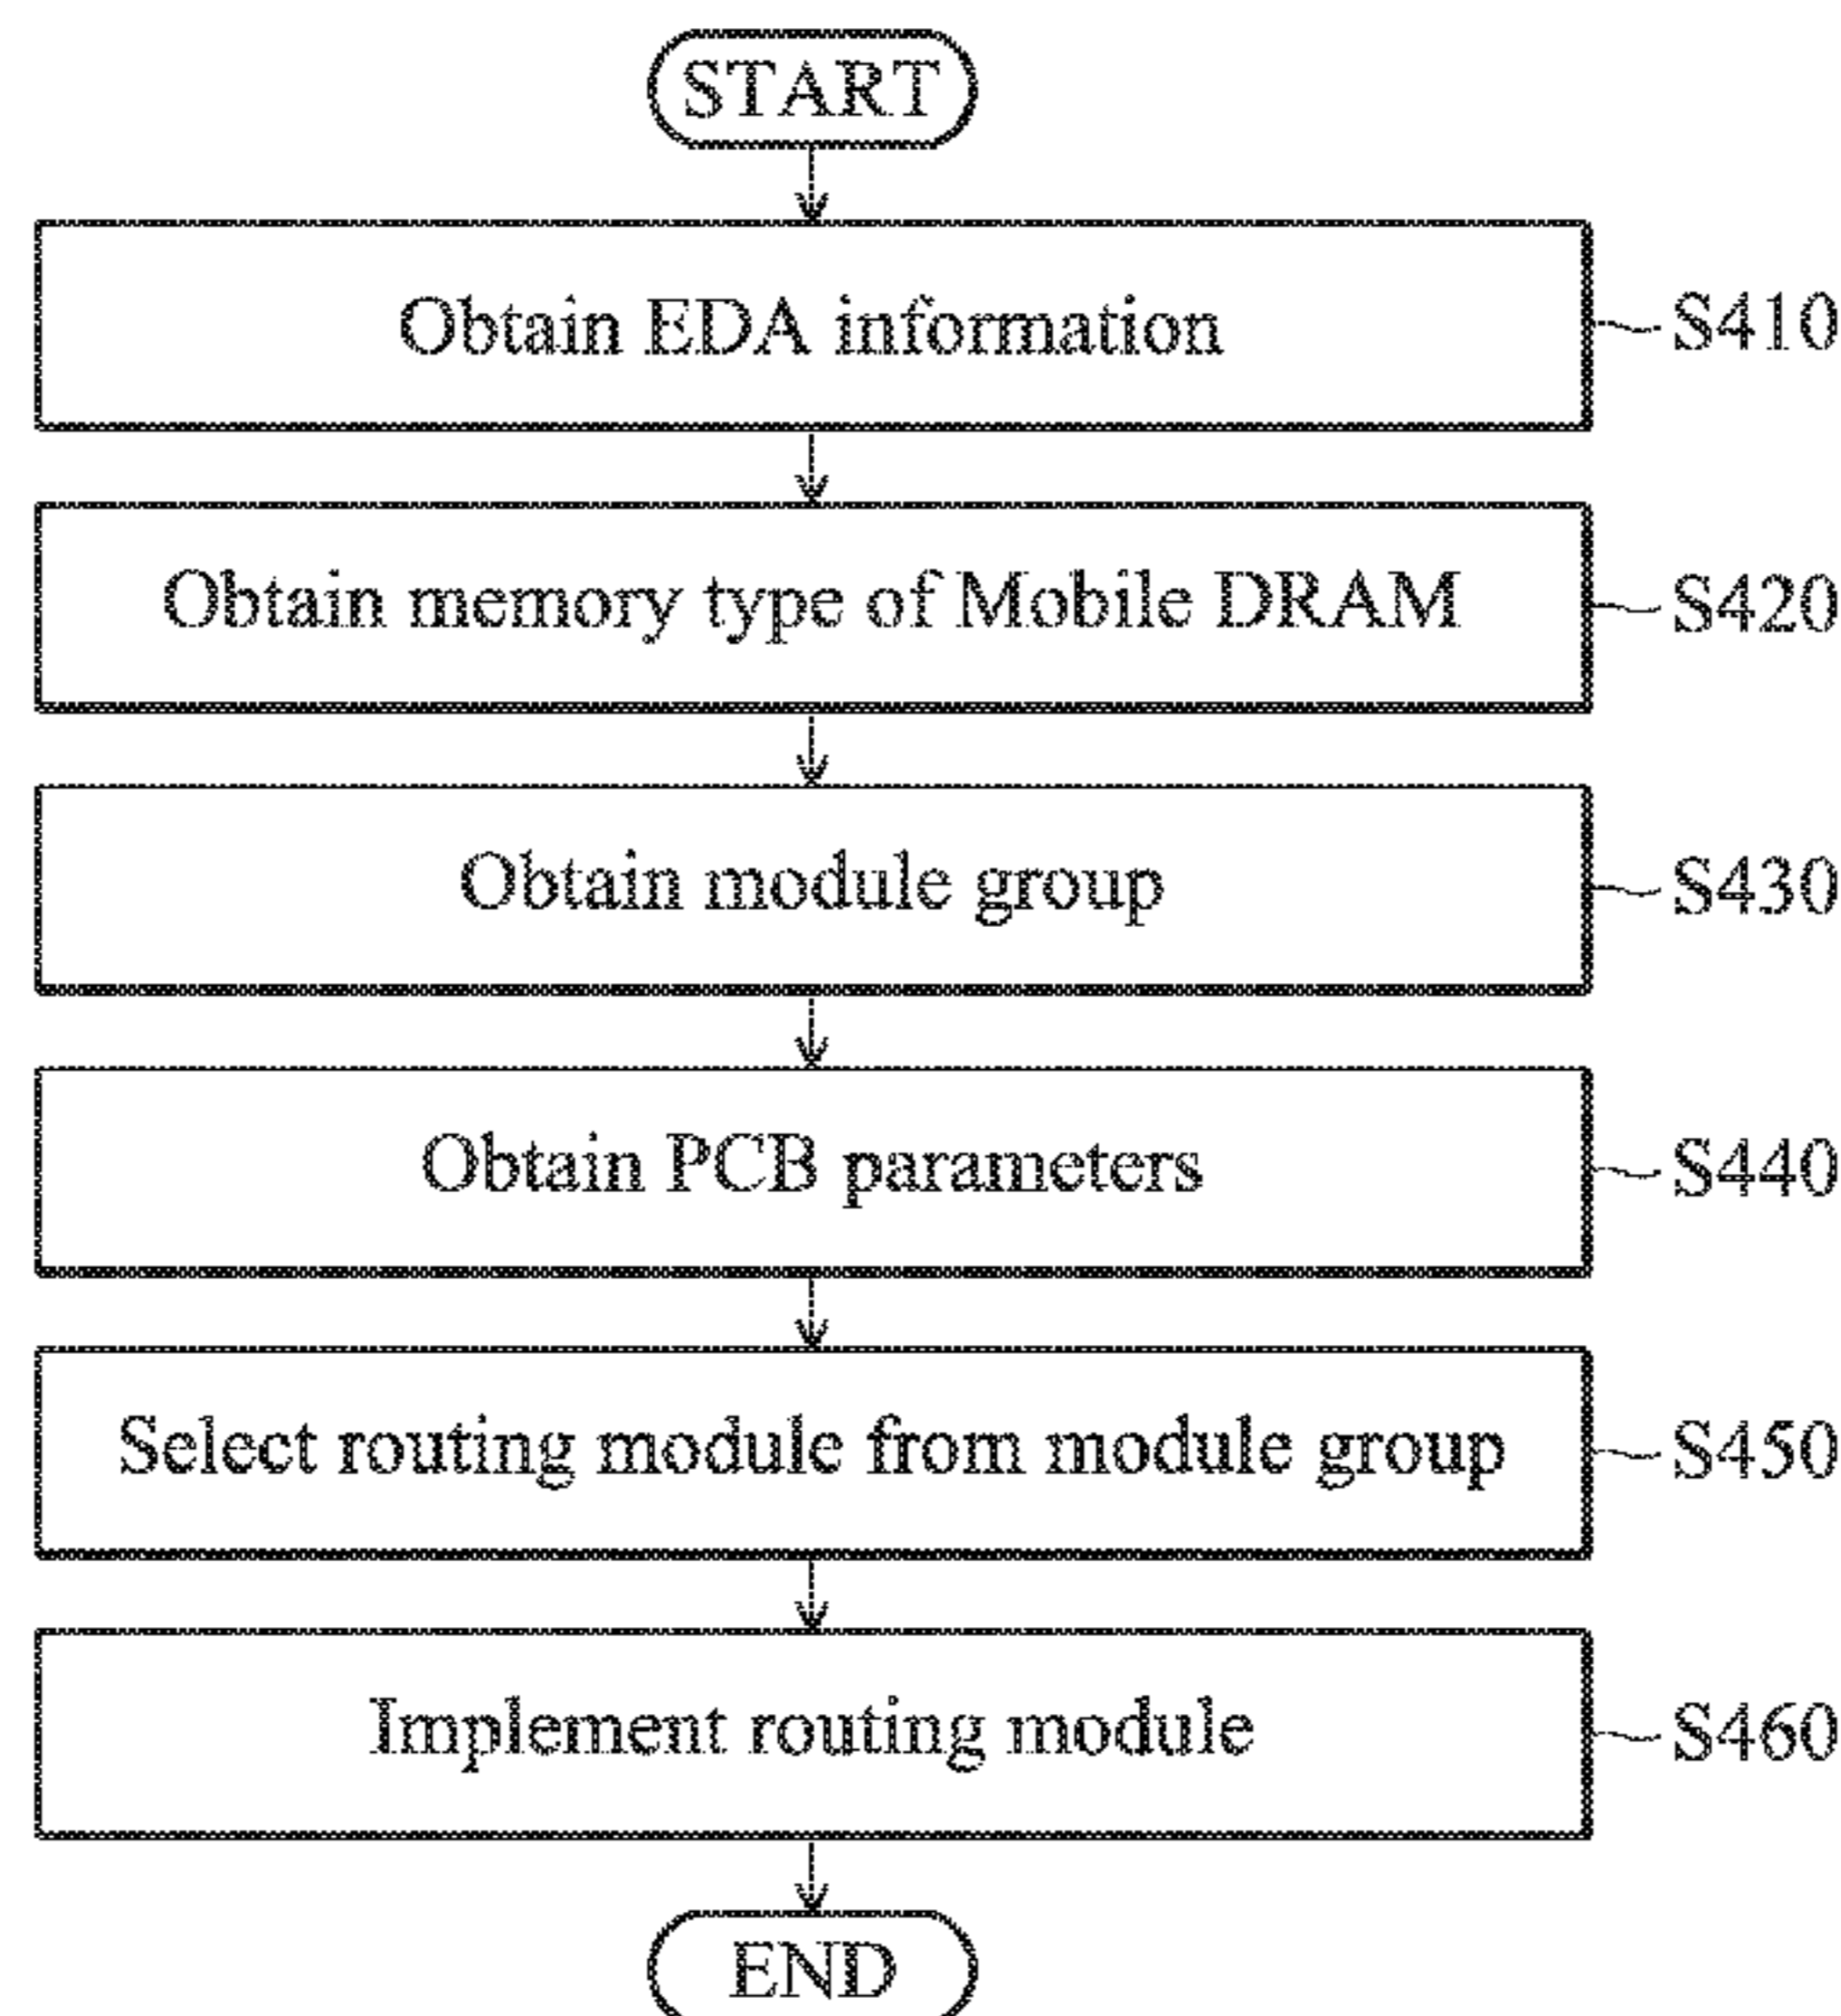 START
Obtain EDA information
S410
Obtain memory type of Mobile DRAM
S420
Obtain module group
S430
Obtain PCB parameters
S440
Select routing module from module group
S450
Implement routing module
S460
END